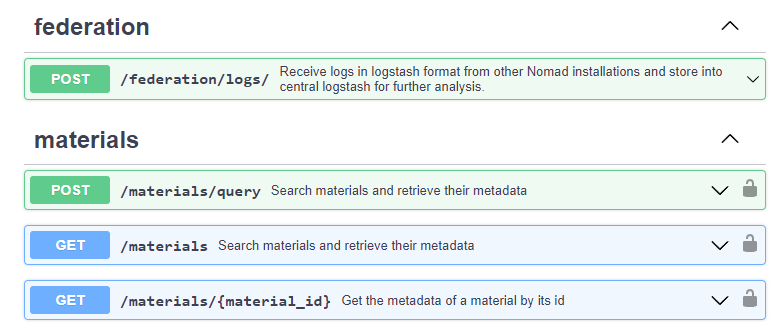 federation
POST /federation/logs/ Receive logs in logstash format from other Nomad installations and store into
central logstash for further analysis.
materials
POST /materials/query Search materials and retrieve their metadata
GET /materials Search materials and retrieve their metadata
GET /materials/{material_id} Get the metadata of a material by its id